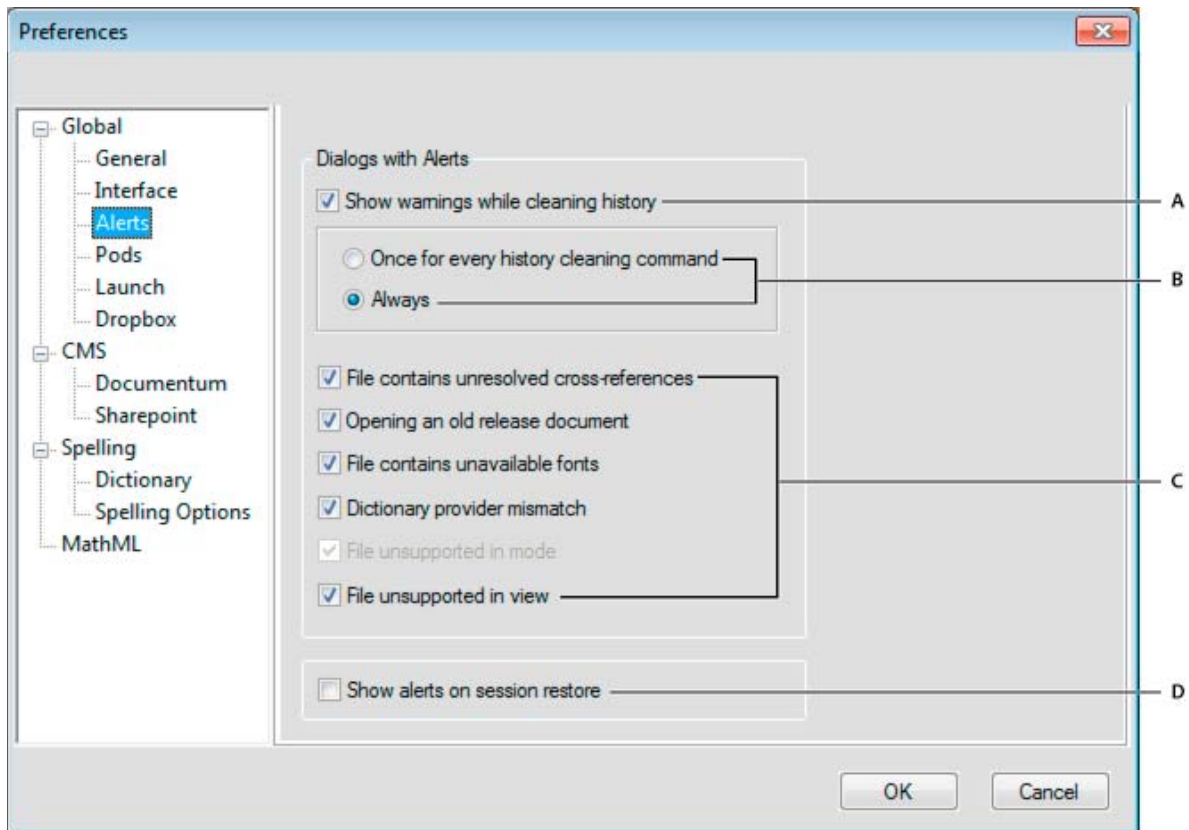 Preferences
Global
General
Interface
Alerts
Pods
Launch
Dropbox
CMS
Documentum
Sharepoint
Spelling
Dictionary
Spelling Options
MathML
Dialogs with Alerts
Show warnings while cleaning history
A
Once for every history cleaning command
B
Always
File contains unresolved cross-references
Opening an old release document
File contains unavailable fonts
C
Dictionary provider mismatch
File unsupported in mode
File unsupported in view
Show alerts on session restore
D
OK
Cancel